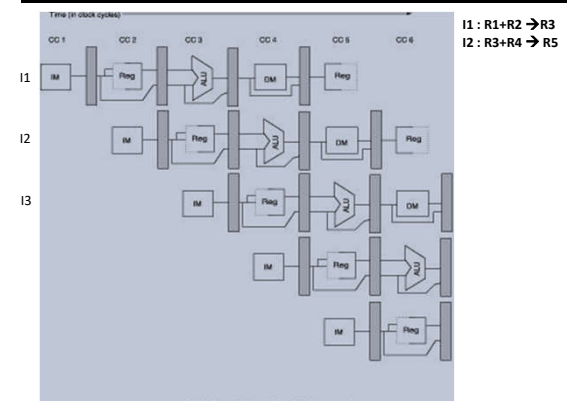 Time (in clock cycles)
I1 : R1+R2 →R3
I2 : R3+R4 → R5
CC 1 CC 2 CC 3 CC 4 CC 5 CC 6
I1 IM Reg ALU DM Reg
I2 IM Reg ALU DM Reg
I3 IM Reg ALU DM
IM Reg ALU
IM Reg